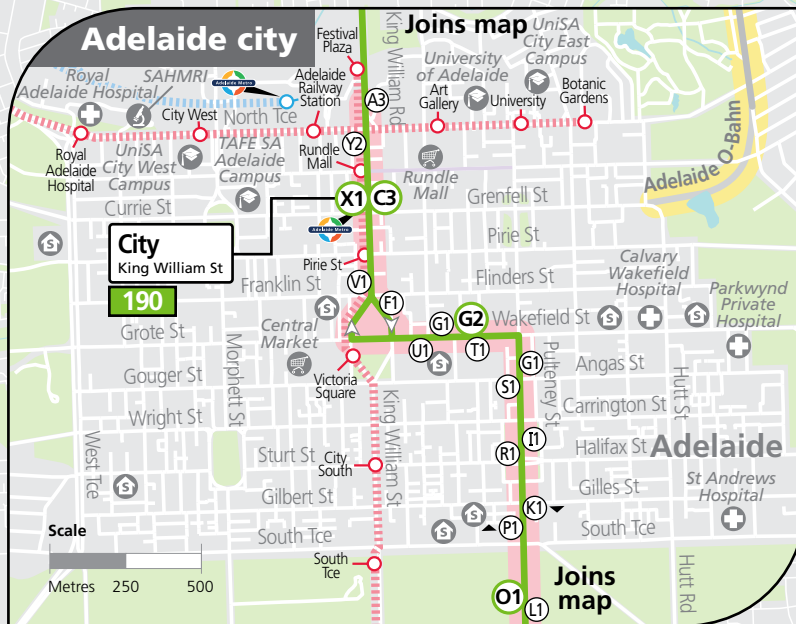 Adelaide city
Joins map
Festival
Plaza
King William Rd
UniSA
City East
Campus
University
of Adelaide
Royal
Adelaide Hospital
SAHMRI
Adelaide Metro
Adelaide
Railway
Station
Art
Gallery
University
Botanic
Gardens
A3
City West
North Tce
Y2
Royal
Adelaide
Hospital
UniSA
City West
Campus
TAFE SA
Adelaide
Campus
Rundle
Mall
Rundle
Mall
Adelaide O-Bahn
Currie St
X1
C3
Grenfell St
Adelaide Metro
Pirie St
S
City
King William St
190
Pirie St
Franklin St
V1
Flinders St
Calvary
Wakefield
Hospital
Parkwynd
Private
Hospital
S
F1
G1
G2
Wakefield St
S
S
Grote St
Central
Market
U1
T1
S
G1
Pulteney St
Angas St
Hutt St
Gouger St
Morphett St
Victoria
Square
S1
Carrington St
Wright St
King William St
I1
R1
Halifax St
Adelaide
West Tce
Sturt St
City
South
S
Gilbert St
Gilles St
St Andrews
Hospital
K1
S
S
P1
South Tce
South Tce
Scale
Metres 250 500
South
Tce
Hutt Rd
Joins
map
O1
L1